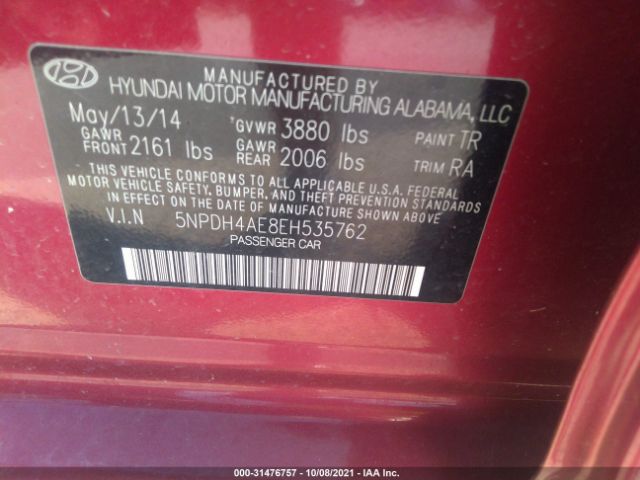 MANUFACTURED BY
HYUNDAI MOTOR MANUFACTURING ALABAMA, LLC
May/13/14 *GVWR 3880 lbs PAINT TR
GAWR FRONT 2161 lbs GAWR REAR 2006 lbs TRIM RA
THIS VEHICLE CONFORMS TO ALL APPLICABLE U.S.A. FEDERAL
MOTOR VEHICLE SAFETY, BUMPER, AND THEFT PREVENTION STANDARDS
IN EFFECT ON THE DATE OF MANUFACTURE SHOWN ABOVE.
V.I.N 5NPDH4AE8EH535762
PASSENGER CAR
000-31476757 - 10/08/2021 - IAA Inc.